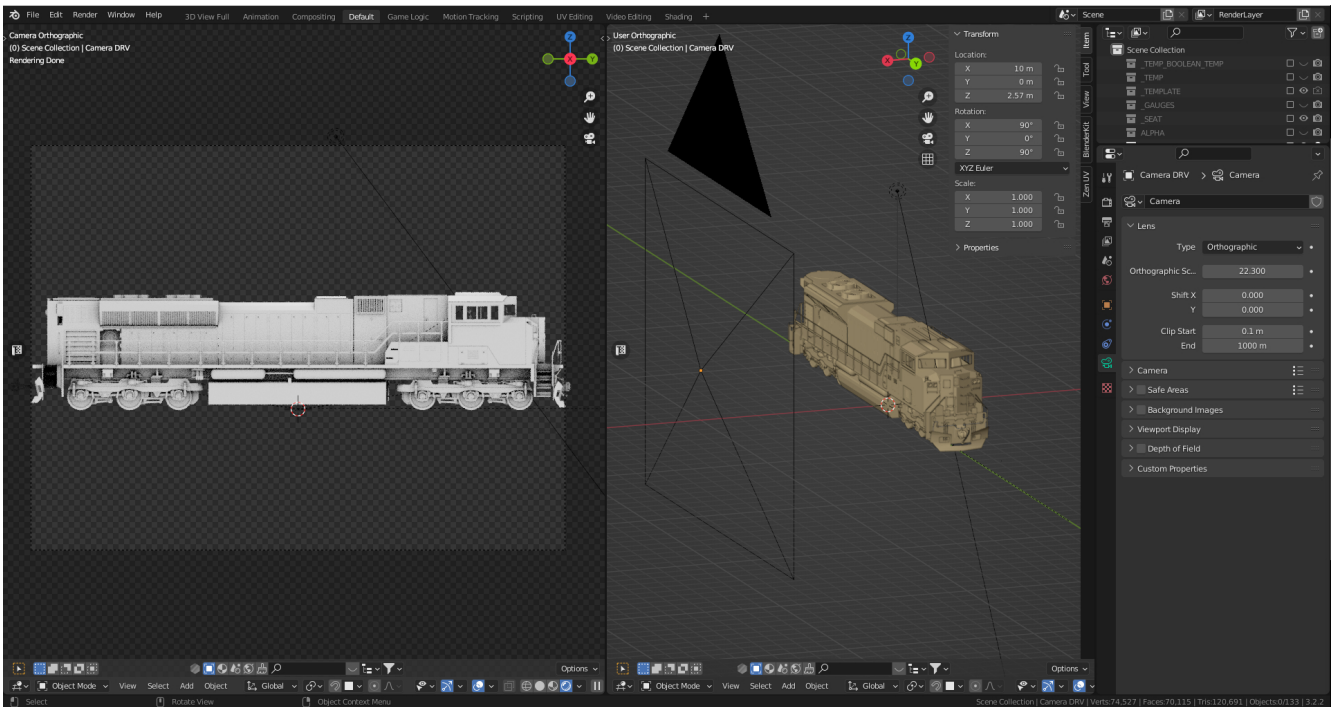 File Edit Render Window Help 3D View Full Animation Compositing Default Game Logic Motion Tracking Scripting UV Editing Video Editing Shading + Scene RenderLayer
Camera Orthographic
(0) Scene Collection | Camera DRV
Rendering Done
Z
X
Y
User Orthographic
(0) Scene Collection | Camera DRV
Z
X
Y
Transform
Location:
X 10 m
Y 0 m
Z 2.57 m
Rotation:
X 90°
Y 0°
Z 90°
XYZ Euler
Scale:
X 1.000
Y 1.000
Z 1.000
Properties
Item
Tool
View
BlenderKit
Zen UV
Scene Collection
_TEMP_BOOLEAN_TEMP
_TEMP
_TEMPLATE
_GAUGES
_SEAT
ALPHA
Camera DRV Camera
Camera
Lens
Type Orthographic
Orthographic Sc... 22.300
Shift X 0.000
Y 0.000
Clip Start 0.1 m
End 1000 m
Camera
Safe Areas
Background Images
Viewport Display
Depth of Field
Custom Properties
Options
Object Mode View Select Add Object Global
Options
Object Mode View Select Add Object Global
Select Rotate View Object Context Menu Scene Collection | Camera DRV | Verts:74,527 | Faces:70,115 | Tris:120,691 | Objects:0/133 | 3.2.2